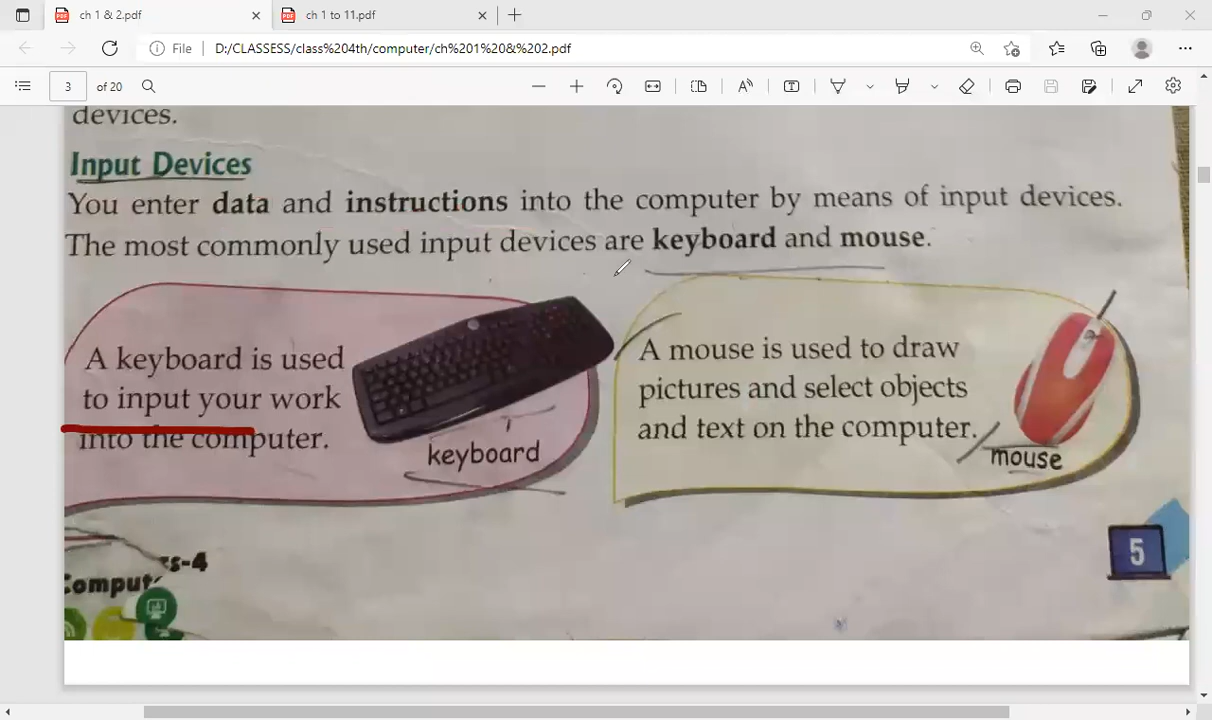 ch 1 & 2.pdf
ch 1 to 11.pdf
File
D:/CLASSESS/class%204th/computer/ch%201%20&%202.pdf
3 of 20
devices.
Input Devices
You enter data and instructions into the computer by means of input devices.
The most commonly used input devices are keyboard and mouse.
A keyboard is used
to input your work
into the computer.
keyboard
A mouse is used to draw
pictures and select objects
and text on the computer.
mouse
5